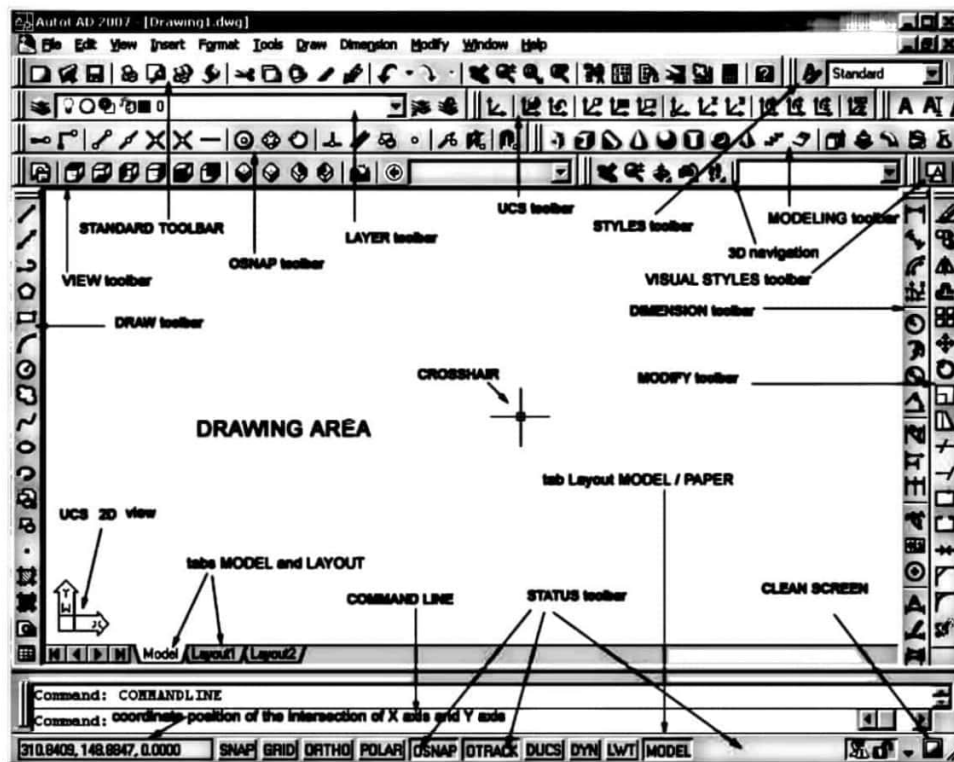 AutoCAD 2007 - [Drawing1.dwg]
File Edit View Insert Format Tools Draw Dimension Modify Window Help
Standard
0
A AI
UCS toolbar
STANDARD TOOLBAR
LAYER toolbar
STYLES toolbar
MODELING toolbar
OSNAP toolbar
3D navigation
VIEW toolbar
VISUAL STYLES toolbar
DRAW toolbar
DIMENSION toolbar
CROSSHAIR
MODIFY toolbar
DRAWING AREA
tab Layout MODEL / PAPER
UCS 2D view
tabs MODEL and LAYOUT
COMMAND LINE
STATUS toolbar
CLEAN SCREEN
Y
W
X
Model Layout1 Layout2
Command: COMMANDLINE
Command: coordinate position of the intersection of X axis and Y axis
310.8409, 148.8847, 0.0000 SNAP GRID ORTHO POLAR OSNAP OTRACK DUCS DYN LWT MODEL